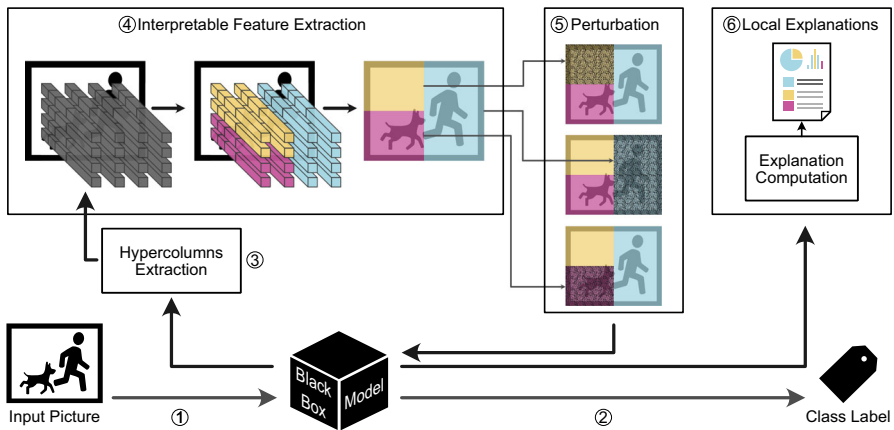 ④Interpretable Feature Extraction
⑤Perturbation
⑥Local Explanations
Explanation
Computation
Hypercolumns
Extraction
③
Black
Box
Model
Input Picture
①
②
Class Label